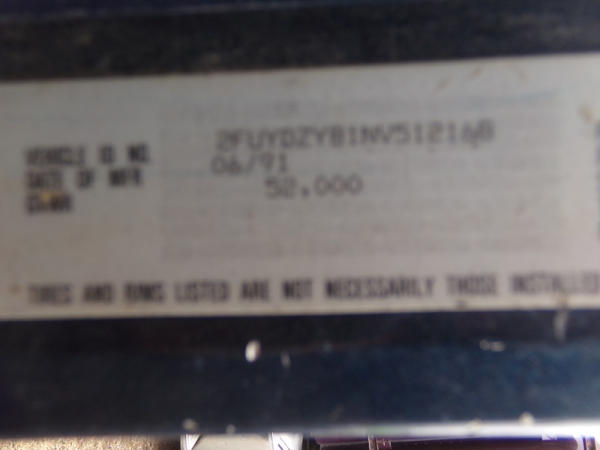 VEHICLE ID NO. 2FUYDZYB1NV512168
DATE OF MFR 06/91
GVWR 52,000
TIRES AND RIMS LISTED ARE NOT NECESSARILY THOSE INSTALLED